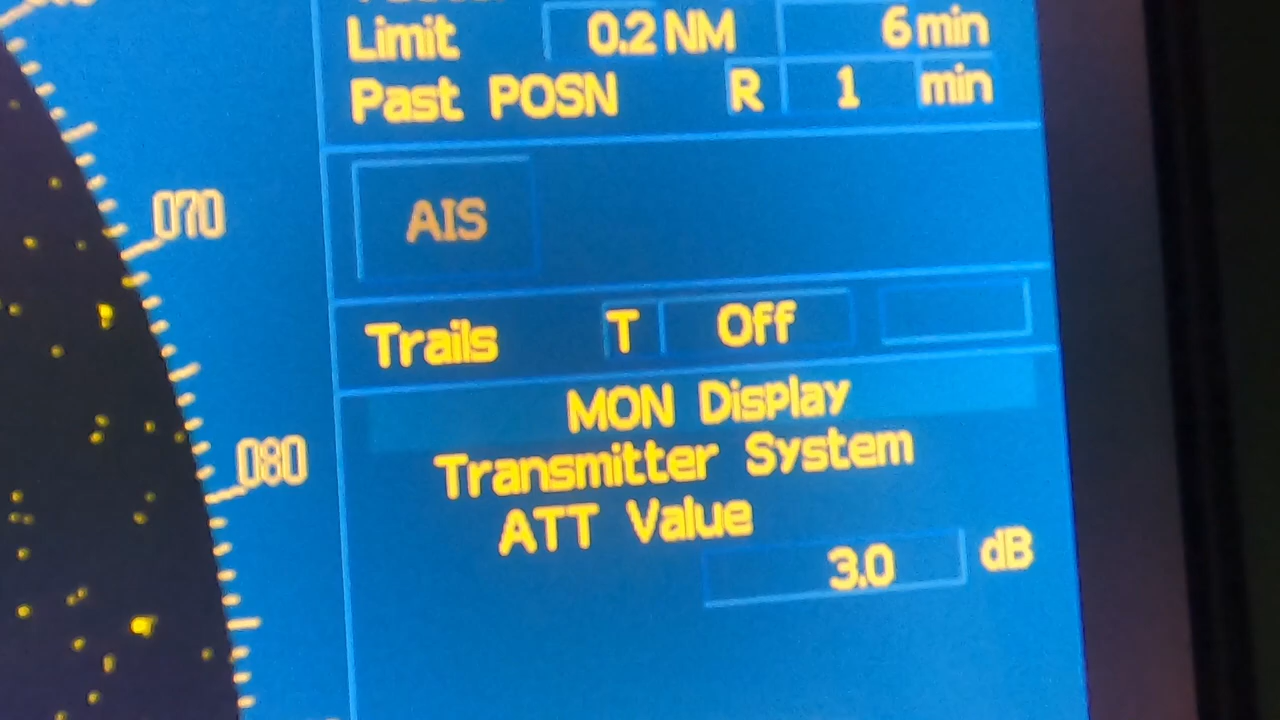 Limit 0.2 NM 6 min
Past POSN R 1 min
070
AIS
Trails T Off
MON Display
080
Transmitter System
ATT Value
3.0 dB